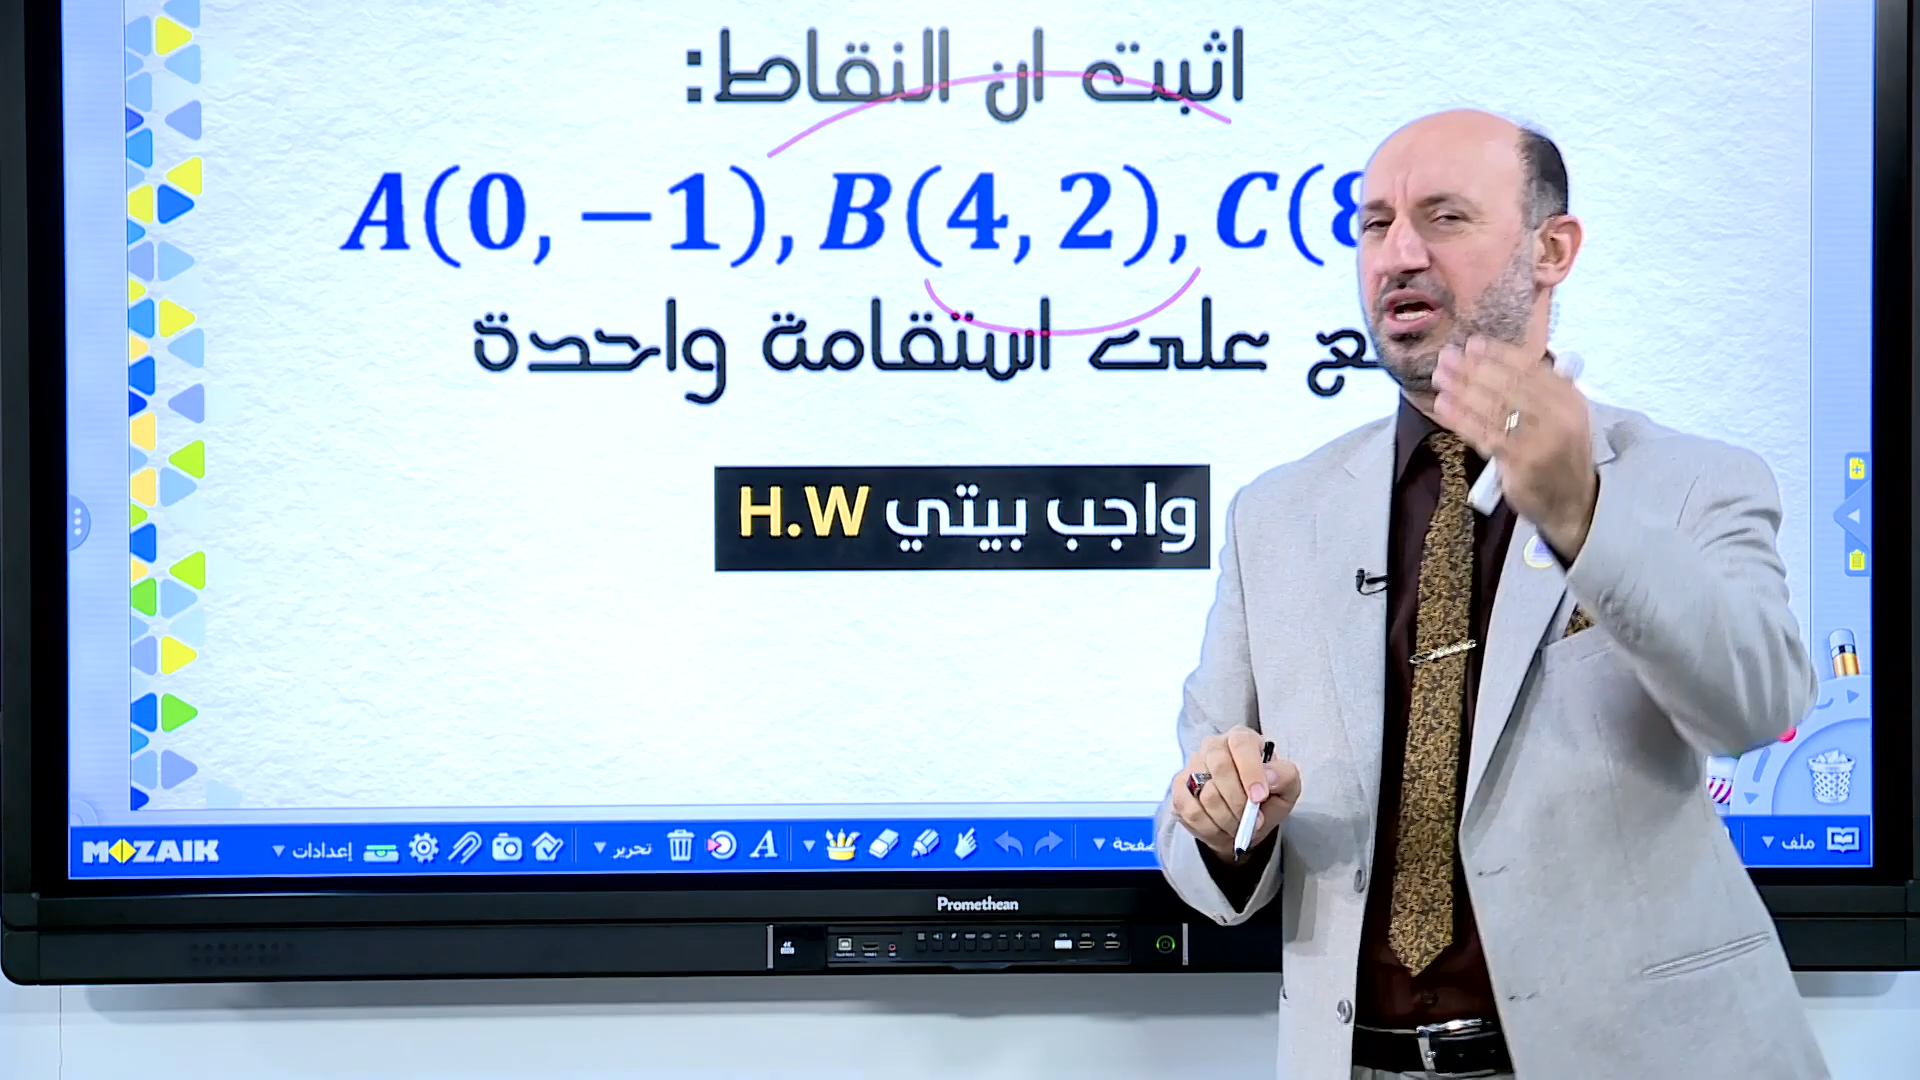 اثبت ان النقاط:
A(0, −1), B(4, 2), C(8
على استقامة واحدة
واجب بيتي H.W
MOZAIK إعدادات تحرير A ملف
Promethean